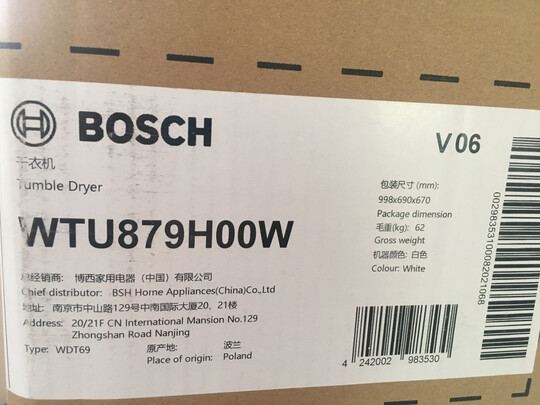 BOSCH
V 06
干衣机
Tumble Dryer
WTU879H00W
包装尺寸 (mm):
998x690x670
Package dimension
毛重(kg): 62
Gross weight
机器颜色: 白色
Colour: White
总经销商: 博西家用电器（中国）有限公司
Chief distributor: BSH Home Appliances(China)Co,.Ltd
地址: 南京市中山路129号中南国际大厦20, 21楼
Address: 20/21F CN International Mansion No.129
Zhongshan Road Nanjing
Type: WDT69
原产地: 波兰
Place of origin: Poland
4 242002 983530
0029835310008202106​8